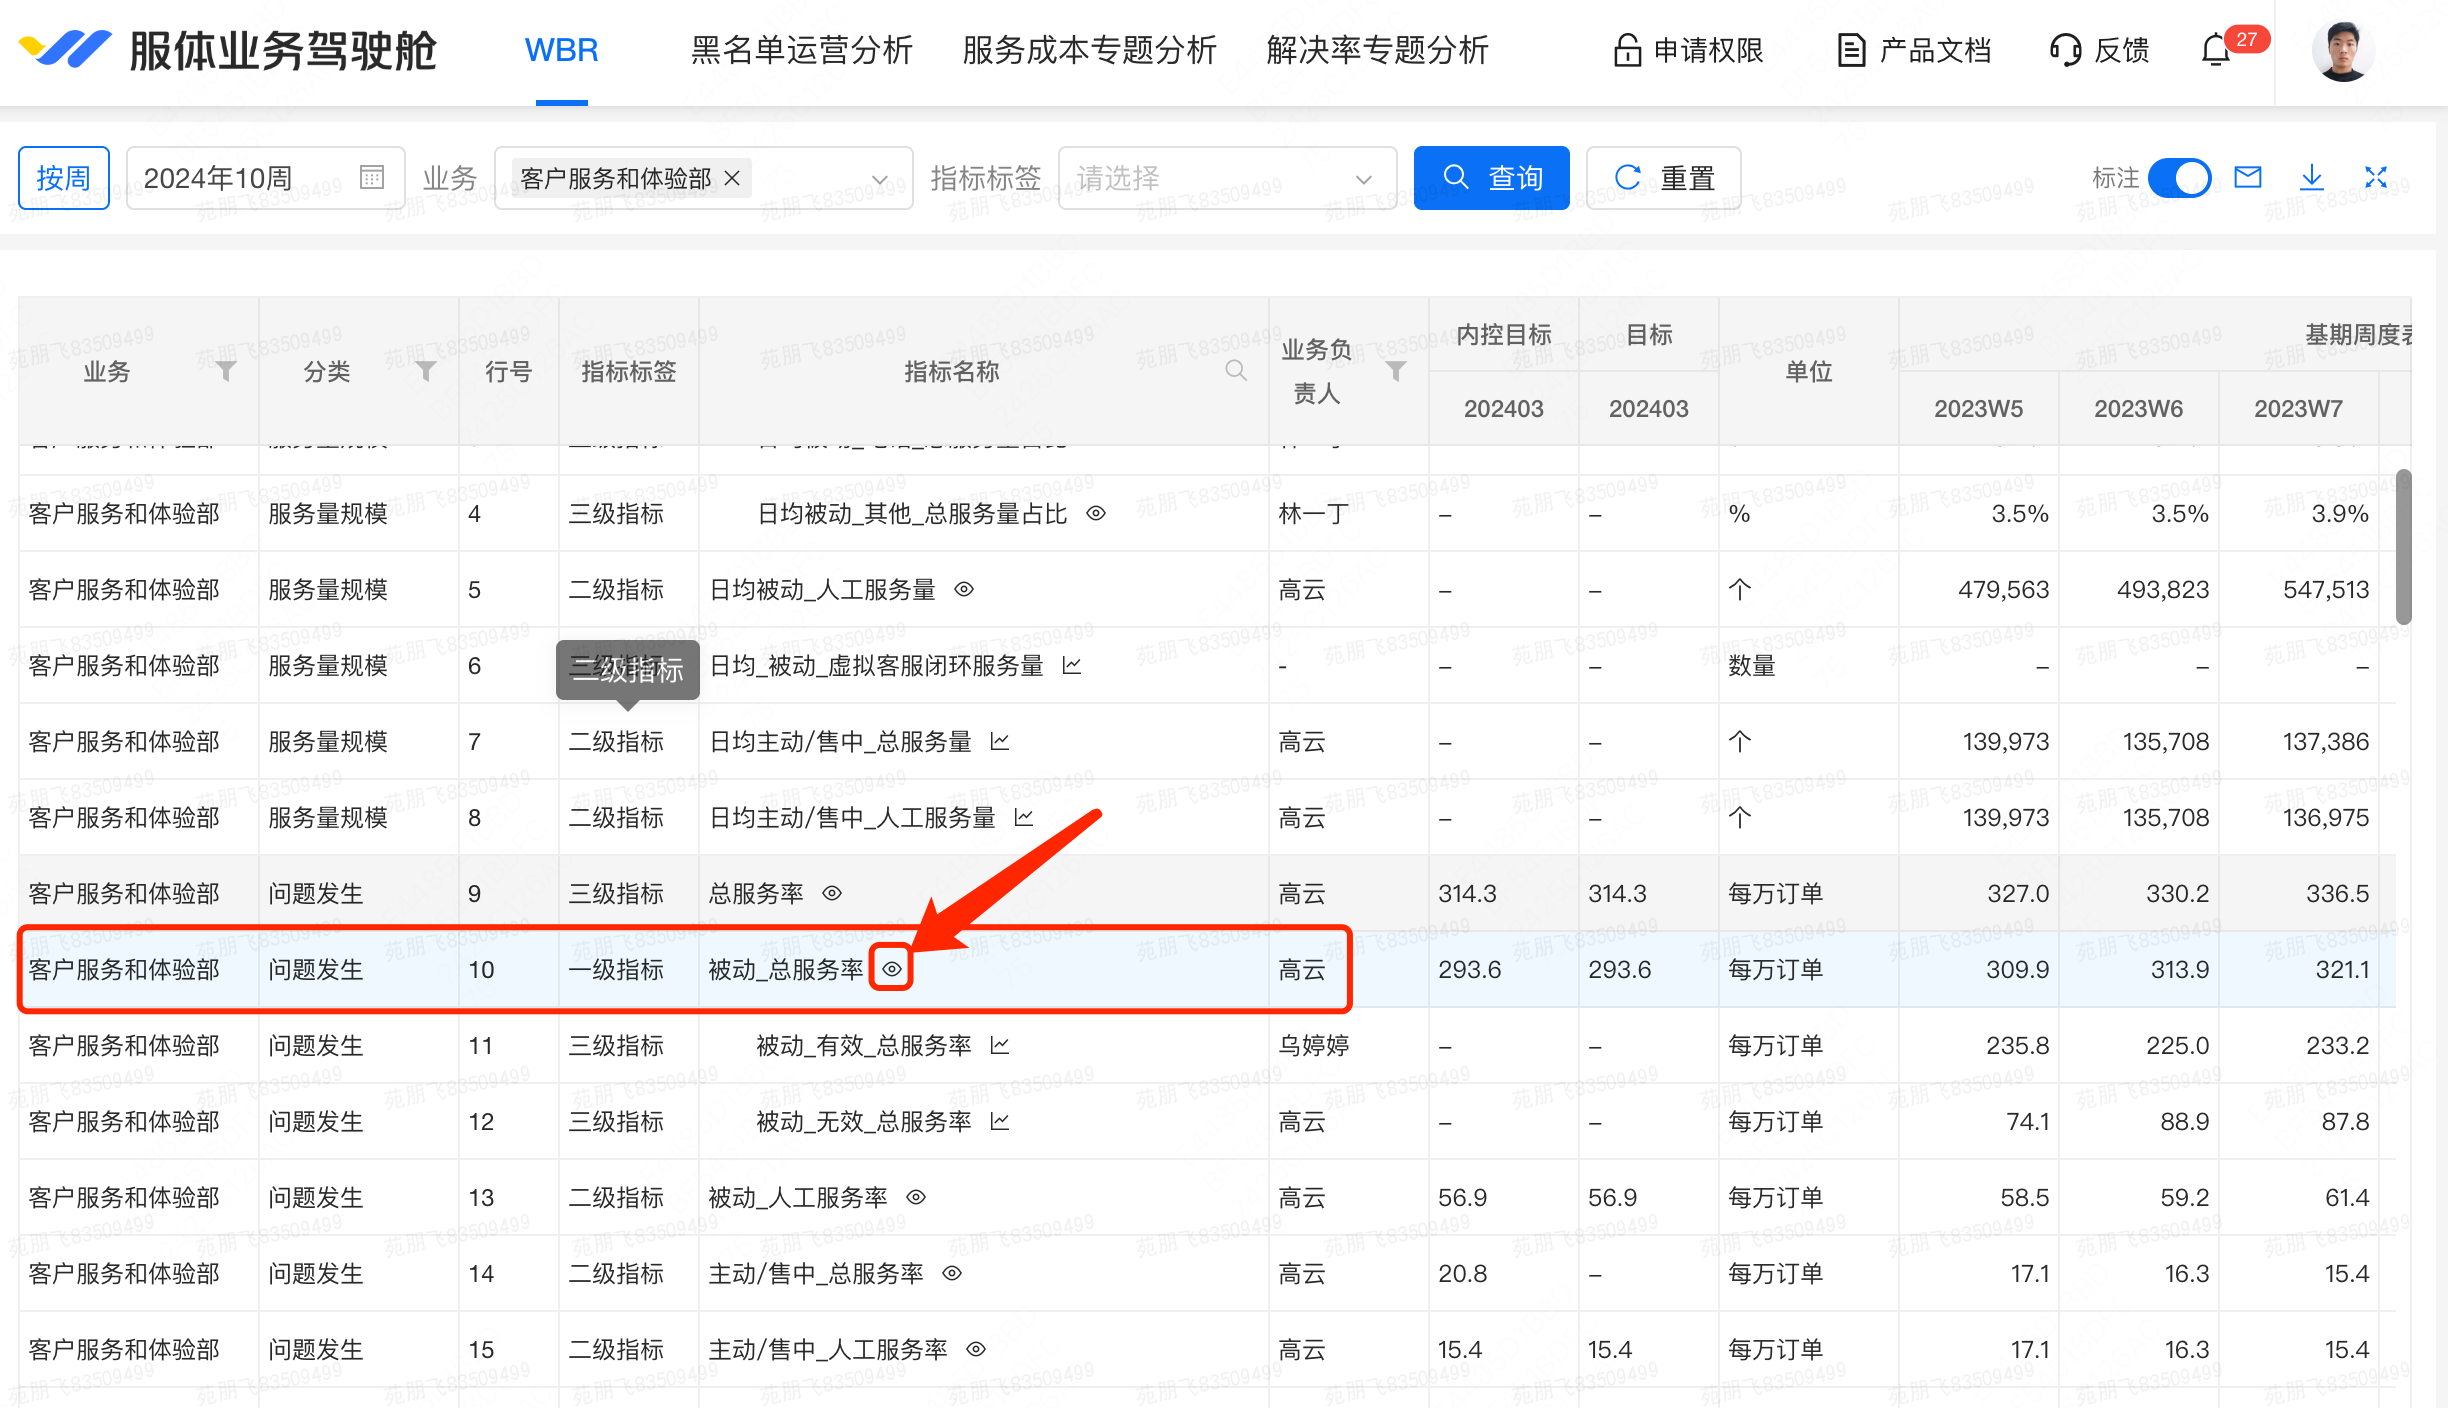 服体业务驾驶舱 WBR 黑名单运营分析 服务成本专题分析 解决率专题分析 申请权限 产品文档 反馈 27
按周 2024年10周 业务 客户服务和体验部 指标标签 请选择 查询 重置 标注
业务 分类 行号 指标标签 指标名称 业务负责人 内控目标 目标 单位 基期周度表
202403 202403 2023W5 2023W6 2023W7
客户服务和体验部 服务量规模 4 三级指标 日均被动_其他_总服务量占比 林一丁 – – % 3.5% 3.5% 3.9%
客户服务和体验部 服务量规模 5 二级指标 日均被动_人工服务量 高云 – – 个 479,563 493,823 547,513
客户服务和体验部 服务量规模 6 三级指标 日均_被动_虚拟客服闭环服务量 - – – 数量 – – –
二级指标
客户服务和体验部 服务量规模 7 二级指标 日均主动/售中_总服务量 高云 – – 个 139,973 135,708 137,386
客户服务和体验部 服务量规模 8 二级指标 日均主动/售中_人工服务量 高云 – – 个 139,973 135,708 136,975
客户服务和体验部 问题发生 9 三级指标 总服务率 高云 314.3 314.3 每万订单 327.0 330.2 336.5
客户服务和体验部 问题发生 10 一级指标 被动_总服务率 高云 293.6 293.6 每万订单 309.9 313.9 321.1
客户服务和体验部 问题发生 11 三级指标 被动_有效_总服务率 乌婷婷 – – 每万订单 235.8 225.0 233.2
客户服务和体验部 问题发生 12 三级指标 被动_无效_总服务率 高云 – – 每万订单 74.1 88.9 87.8
客户服务和体验部 问题发生 13 二级指标 被动_人工服务率 高云 56.9 56.9 每万订单 58.5 59.2 61.4
客户服务和体验部 问题发生 14 二级指标 主动/售中_总服务率 高云 20.8 – 每万订单 17.1 16.3 15.4
客户服务和体验部 问题发生 15 二级指标 主动/售中_人工服务率 高云 15.4 15.4 每万订单 17.1 16.3 15.4
苑朋飞83509499